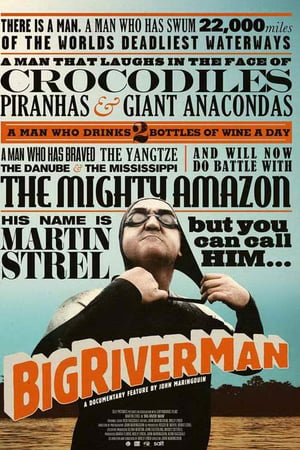 THERE IS A MAN. A MAN WHO HAS SWUM 22,000 miles
OF THE WORLDS DEADLIEST WATERWAYS
A MAN THAT LAUGHS IN THE FACE OF
CROCODILES
PIRANHAS & GIANT ANACONDAS
A MAN WHO DRINKS 2 BOTTLES OF WINE A DAY
A MAN WHO HAS BRAVED THE YANGTZE
THE DANUBE & THE MISSISSIPPI
AND WILL NOW
DO BATTLE WITH
THE MIGHTY AMAZON
HIS NAME IS
MARTIN
STREL
but you
can call
HIM...
BIG RIVER MAN
A DOCUMENTARY FEATURE BY JOHN MARINGOUIN